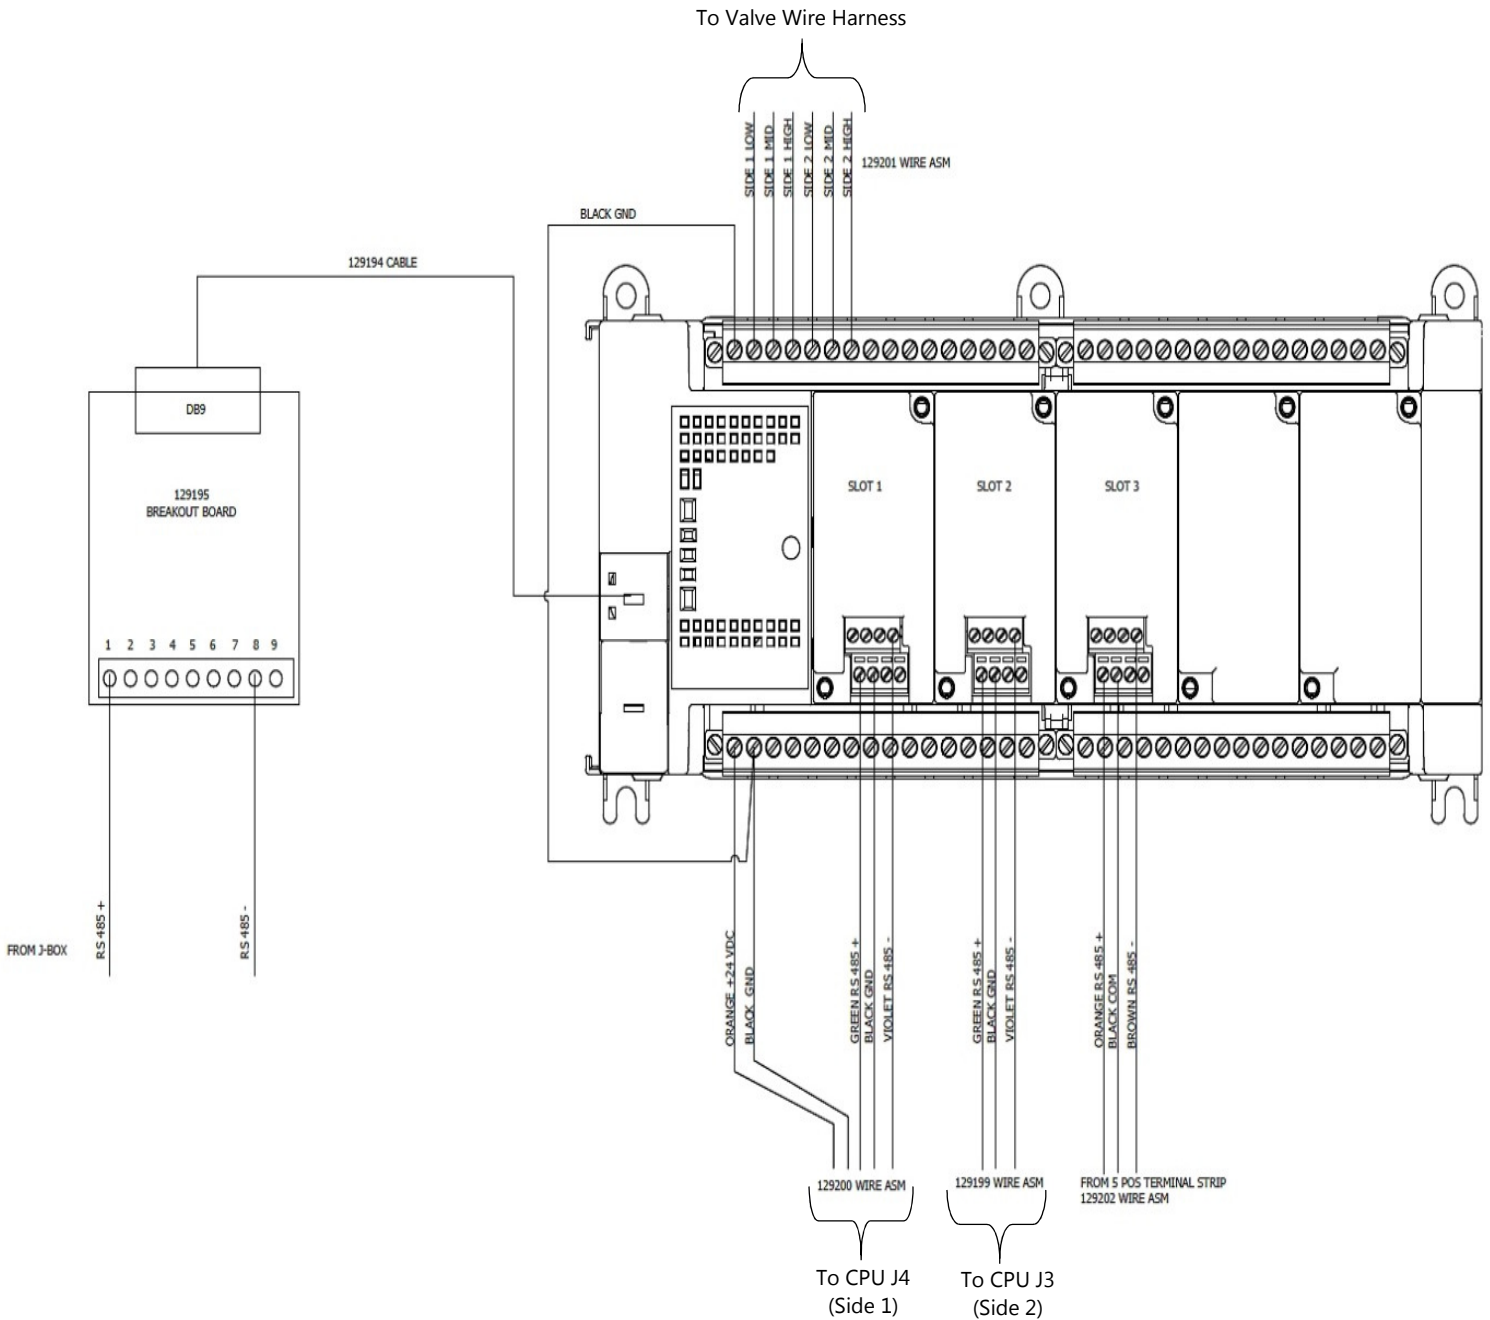 To Valve Wire Harness
SIDE 1 LOW
SIDE 1 MID
SIDE 1 HIGH
SIDE 2 LOW
SIDE 2 MID
SIDE 2 HIGH
129201 WIRE ASM
BLACK GND
129194 CABLE
DB9
129195
BREAKOUT BOARD
SLOT 1
SLOT 2
SLOT 3
1 2 3 4 5 6 7 8 9
FROM J-BOX
RS 485 +
RS 485 -
ORANGE +24 VDC
BLACK GND
GREEN RS 485 +
BLACK GND
VIOLET RS 485 -
GREEN RS 485 +
BLACK GND
VIOLET RS 485 -
ORANGE RS 485 +
BLACK COM
BROWN RS 485 -
129200 WIRE ASM
129199 WIRE ASM
FROM 5 POS TERMINAL STRIP
129202 WIRE ASM
To CPU J4
(Side 1)
To CPU J3
(Side 2)